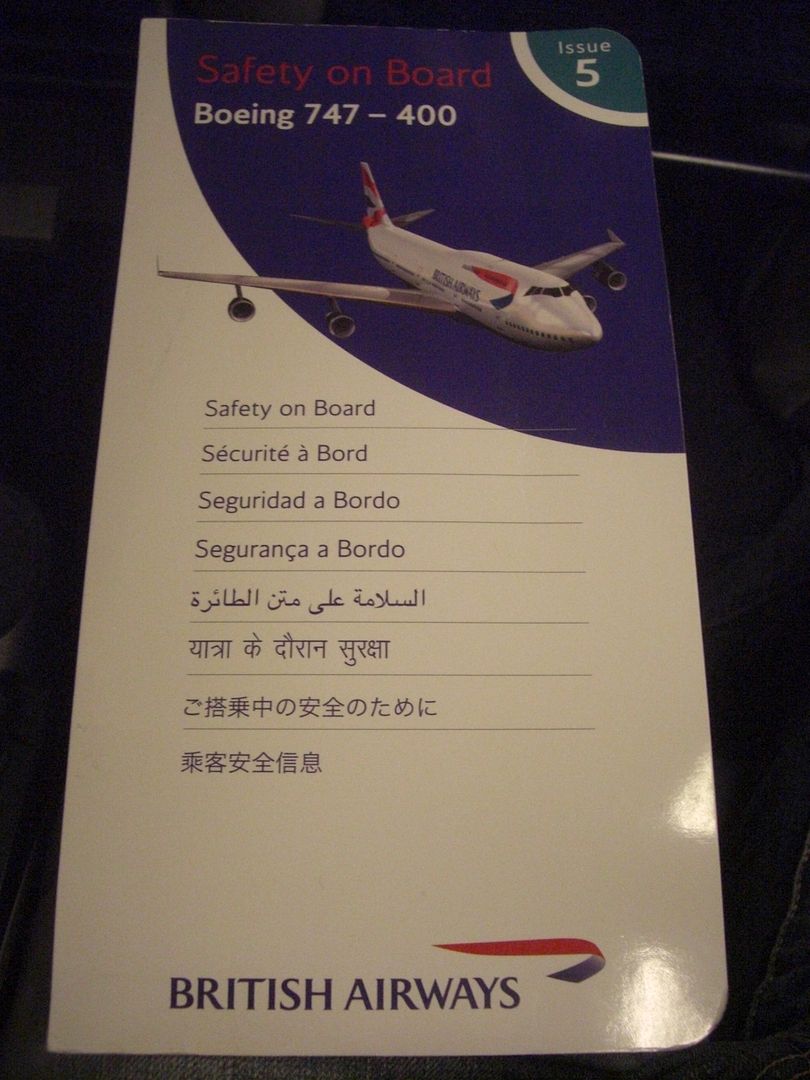 Safety on Board
Boeing 747 – 400
Issue
5
BRITISH AIRWAYS
Safety on Board
Sécurité à Bord
Seguridad a Bordo
Segurança a Bordo
السلامة على متن الطائرة
यात्रा के दौरान सुरक्षा
ご搭乗中の安全のために
乘客安全信息
BRITISH AIRWAYS